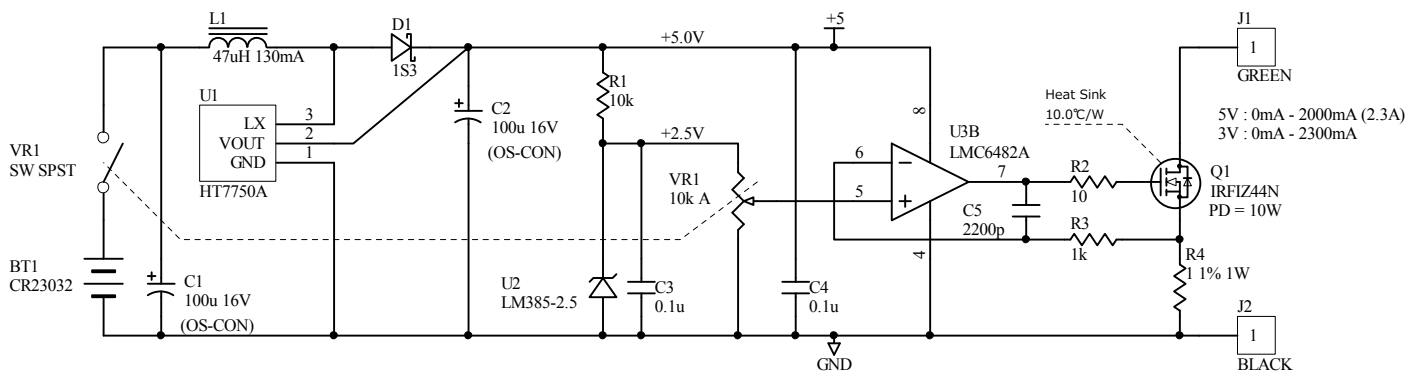 L1
47uH 130mA
D1
1S3
+5.0V
+5
J1
1
GREEN
U1
LX 3
VOUT 2
GND 1
HT7750A
R1
10k
C2
100u 16V
(OS-CON)
+2.5V
Heat Sink
10.0℃/W
5V : 0mA - 2000mA (2.3A)
3V : 0mA - 2300mA
VR1
SW SPST
VR1
10k A
8
U3B
LMC6482A
6
5
7
4
R2
10
C5
2200p
R3
1k
Q1
IRFIZ44N
PD = 10W
R4
1 1% 1W
BT1
CR23032
C1
100u 16V
(OS-CON)
U2
LM385-2.5
C3
0.1u
C4
0.1u
GND
J2
1
BLACK